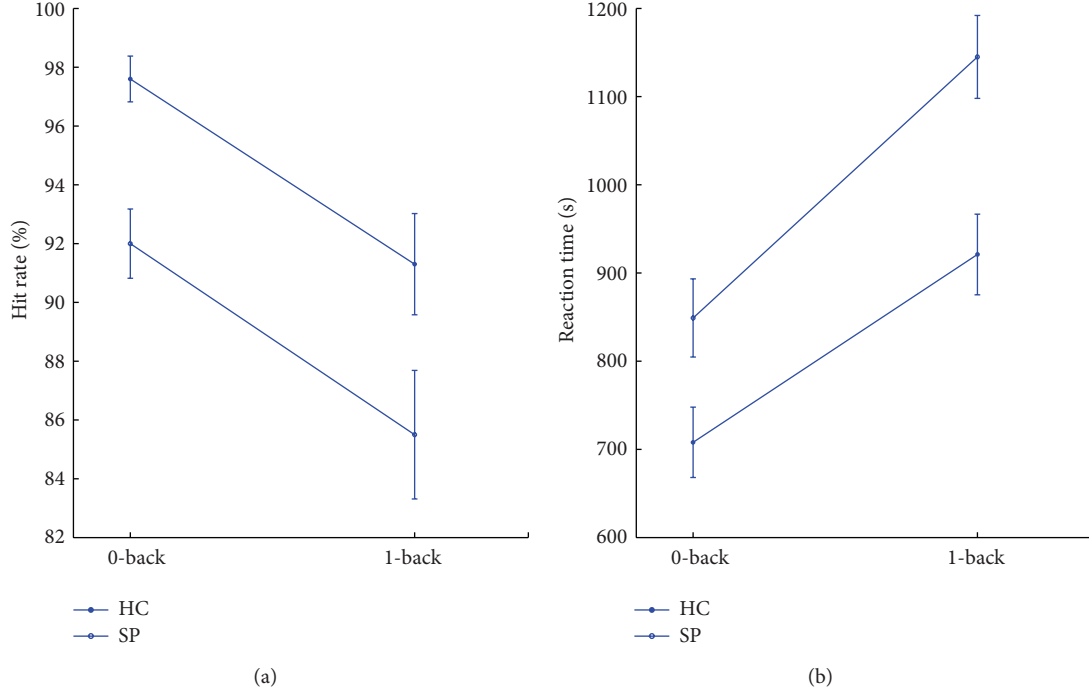 100
98
96
94
92
90
88
86
84
82
Hit rate (%)
0-back
1-back
HC
SP
(a)
1200
1100
1000
900
800
700
600
Reaction time (s)
0-back
1-back
HC
SP
(b)